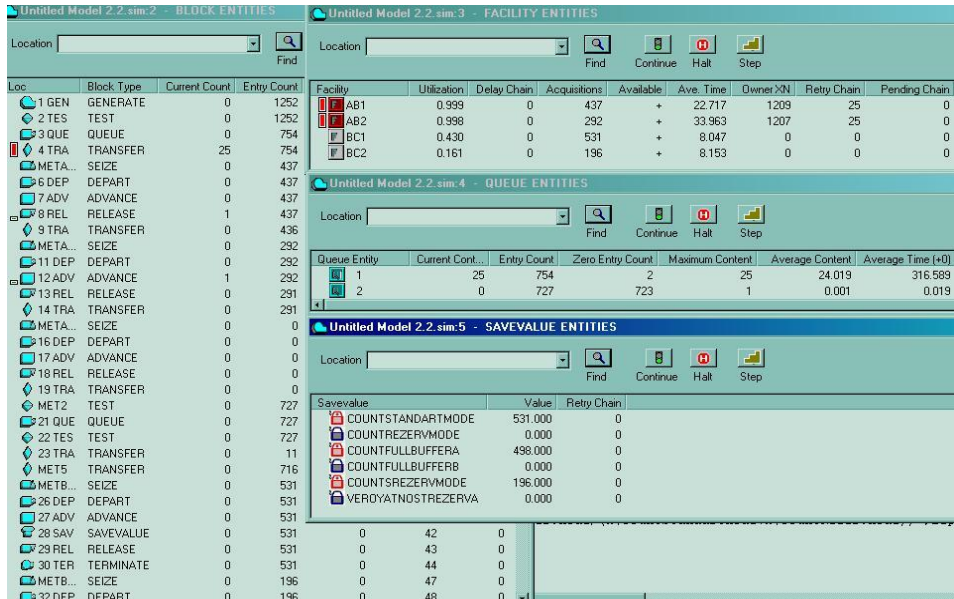 Untitled Model 2.2.sim:2 - BLOCK ENTITIES
Location
Find
Loc Block Type Current Count Entry Count
1 GEN GENERATE 0 1252
2 TES TEST 0 1252
3 QUE QUEUE 0 754
4 TRA TRANSFER 25 754
META... SEIZE 0 437
6 DEP DEPART 0 437
7 ADV ADVANCE 0 437
8 REL RELEASE 1 437
9 TRA TRANSFER 0 436
META... SEIZE 0 292
11 DEP DEPART 0 292
12 ADV ADVANCE 1 292
13 REL RELEASE 0 291
14 TRA TRANSFER 0 291
META... SEIZE 0 0
16 DEP DEPART 0 0
17 ADV ADVANCE 0 0
18 REL RELEASE 0 0
19 TRA TRANSFER 0 0
MET2 TEST 0 727
21 QUE QUEUE 0 727
22 TES TEST 0 727
23 TRA TRANSFER 0 11
MET5 TRANSFER 0 716
METB... SEIZE 0 531
26 DEP DEPART 0 531
27 ADV ADVANCE 0 531
28 SAV SAVEVALUE 0 531 0 42 0
29 REL RELEASE 0 531 0 43 0
30 TER TERMINATE 0 531 0 44 0
METB... SEIZE 0 196 0 47 0
32 DEP DEPART 0 196 0 48 0
Untitled Model 2.2.sim:3 - FACILITY ENTITIES
Location
Find Continue Halt Step
Facility Utilization Delay Chain Acquisitions Available Ave. Time Owner XN Retry Chain Pending Chain
AB1 0.999 0 437 + 22.717 1209 25 0
AB2 0.998 0 292 + 33.963 1207 25 0
BC1 0.430 0 531 + 8.047 0 0 0
BC2 0.161 0 196 + 8.153 0 0 0
Untitled Model 2.2.sim:4 - QUEUE ENTITIES
Location
Find Continue Halt Step
Queue Entity Current Cont... Entry Count Zero Entry Count Maximum Content Average Content Average Time (+0)
1 25 754 2 25 24.019 316.589
2 0 727 723 1 0.001 0.019
Untitled Model 2.2.sim:5 - SAVEVALUE ENTITIES
Location
Find Continue Halt Step
Savevalue Value Retry Chain
COUNTSTANDARTMODE 531.000 0
COUNTREZERVMODE 0.000 0
COUNTFULLBUFFERA 498.000 0
COUNTFULLBUFFERB 0.000 0
COUNTSREZERVMODE 196.000 0
VEROYATNOSTREZERVA 0.000 0